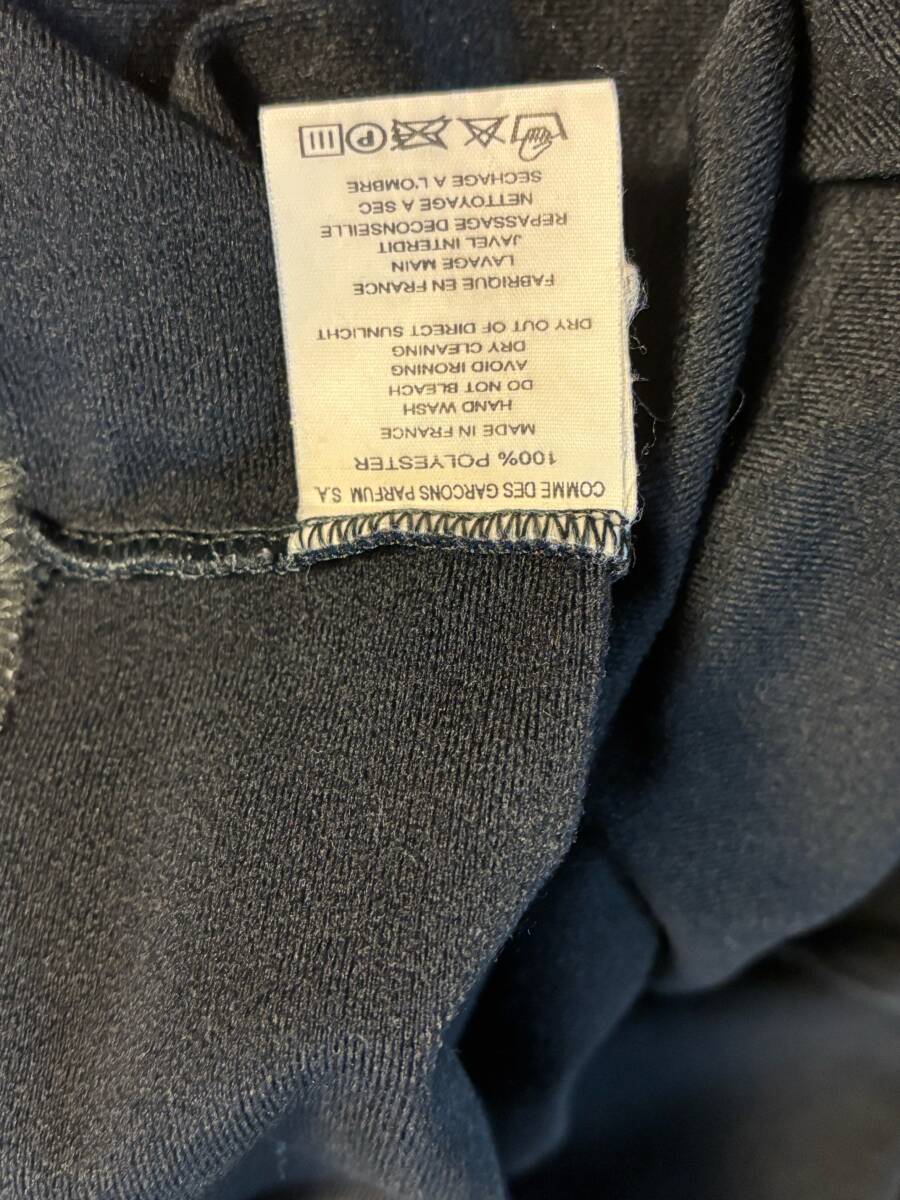 COMME DES GARCONS PARFUM S.A.
100% POLYESTER
MADE IN FRANCE
HAND WASH
DO NOT BLEACH
AVOID IRONING
DRY CLEANING
DRY OUT OF DIRECT SUNLICHT
FABRIQUE EN FRANCE
LAVAGE MAIN
JAVEL INTERDIT
REPASSAGE DECONSEILLE
NETTOYAGE A SEC
SECHAGE A L'OMBRE
P